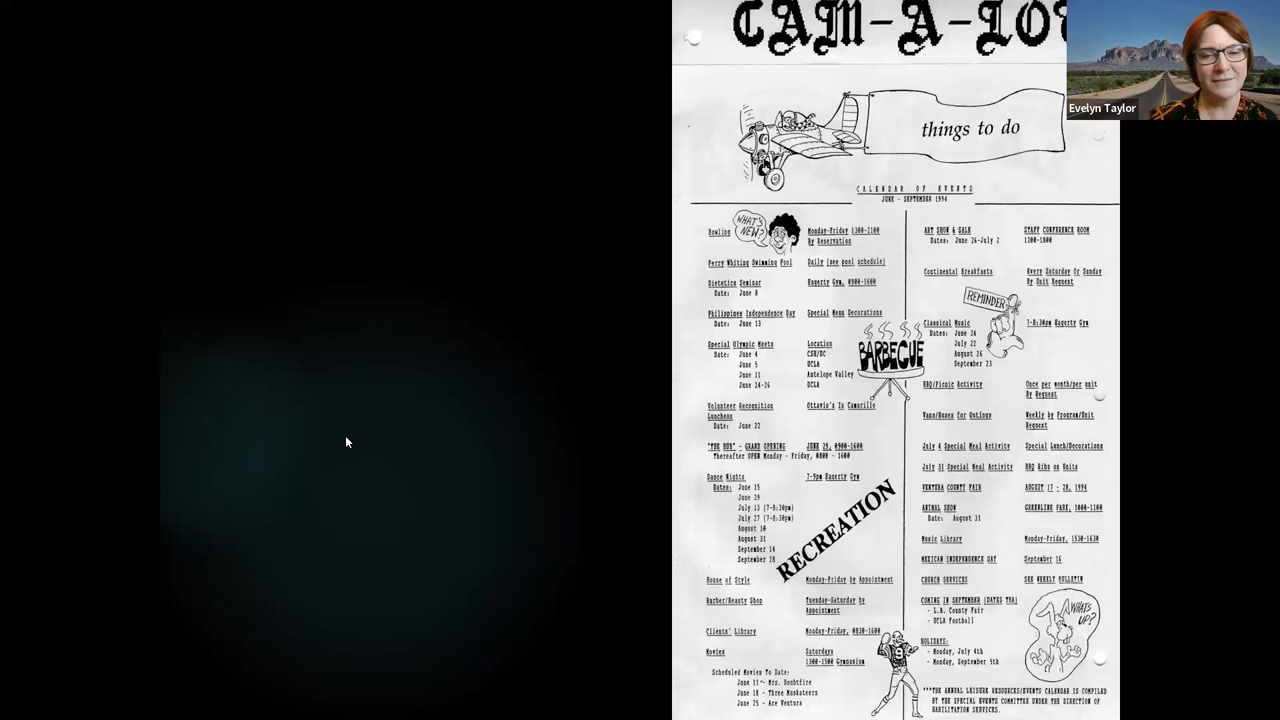 CAM-A-LO
Evelyn Taylor
things to do
CALENDAR OF EVENTS
JUNE - SEPTEMBER 1994
WHAT'S NEW?
Bowling
Monday-Friday 1300-2100
By Reservation
Perry Whiting Swimming Pool
Daily (see pool schedule)
Dietetics Seminar
Hagerty Gym, 0900-1600
Date: June 8
Philippines Independence Day
Special Menu Decorations
Date: June 13
Special Olympic Meets
Location
Date: June 4
CSH/DC
June 5
UCLA
June 11
Antelope Valley
June 24-26
UCLA
Volunteer Recognition
Ottavio's In Camarillo
Luncheon
Date: June 22
"THE HUB" - GRAND OPENING
JUNE 29, 0900-1600
Thereafter OPEN Monday - Friday, 0800 - 1600
Dance Nights
7-9pm Hagerty Gym
Dates: June 15
June 29
July 13 (7-8:30pm)
July 27 (7-8:30pm)
August 10
August 31
September 14
September 28
RECREATION
House of Style
Monday-Friday by Appointment
Barber/Beauty Shop
Tuesday-Saturday by
Appointment
Clients' Library
Monday-Friday, 0830-1600
Movies
Saturdays
1300-1500 Gymnasium
Scheduled Movies To Date:
June 11 - Mrs. Doubtfire
June 18 - Three Muskateers
June 25 - Ace Ventura
BARBECUE
9
ART SHOW & SALE
STAFF CONFERENCE ROOM
Dates: June 26-July 2
1200-1800
Continental Breakfasts
Every Saturday Or Sunday
By Unit Request
REMINDER
Classical Music
7-8:30pm Hagerty Gym
Dates: June 24
July 22
August 26
September 23
BBQ/Picnic Activity
Once per month/per unit
By Request
Vans/Buses for Outings
Weekly by Program/Unit
Request
July 4 Special Meal Activity
Special Lunch/Decorations
July 31 Special Meal Activity
BBQ Ribs on Units
VENTURA COUNTY FAIR
AUGUST 17 - 28, 1994
ANIMAL SHOW
GREENLINE PARK, 1000-1100
Date: August 31
Music Library
Monday-Friday, 1530-1630
MEXICAN INDEPENDENCE DAY
September 16
CHURCH SERVICES
SEE WEEKLY BULLETIN
COMING IN SEPTEMBER (DATES TBA)
- L.A. County Fair
- UCLA Football
WHATS UP?
HOLIDAYS:
- Monday, July 4th
- Monday, September 5th
***THE ANNUAL LEISURE RESOURCES/EVENTS CALENDAR IS COMPILED
BY THE SPECIAL EVENTS COMMITTEE UNDER THE DIRECTION OF
HABILITATION SERVICES.